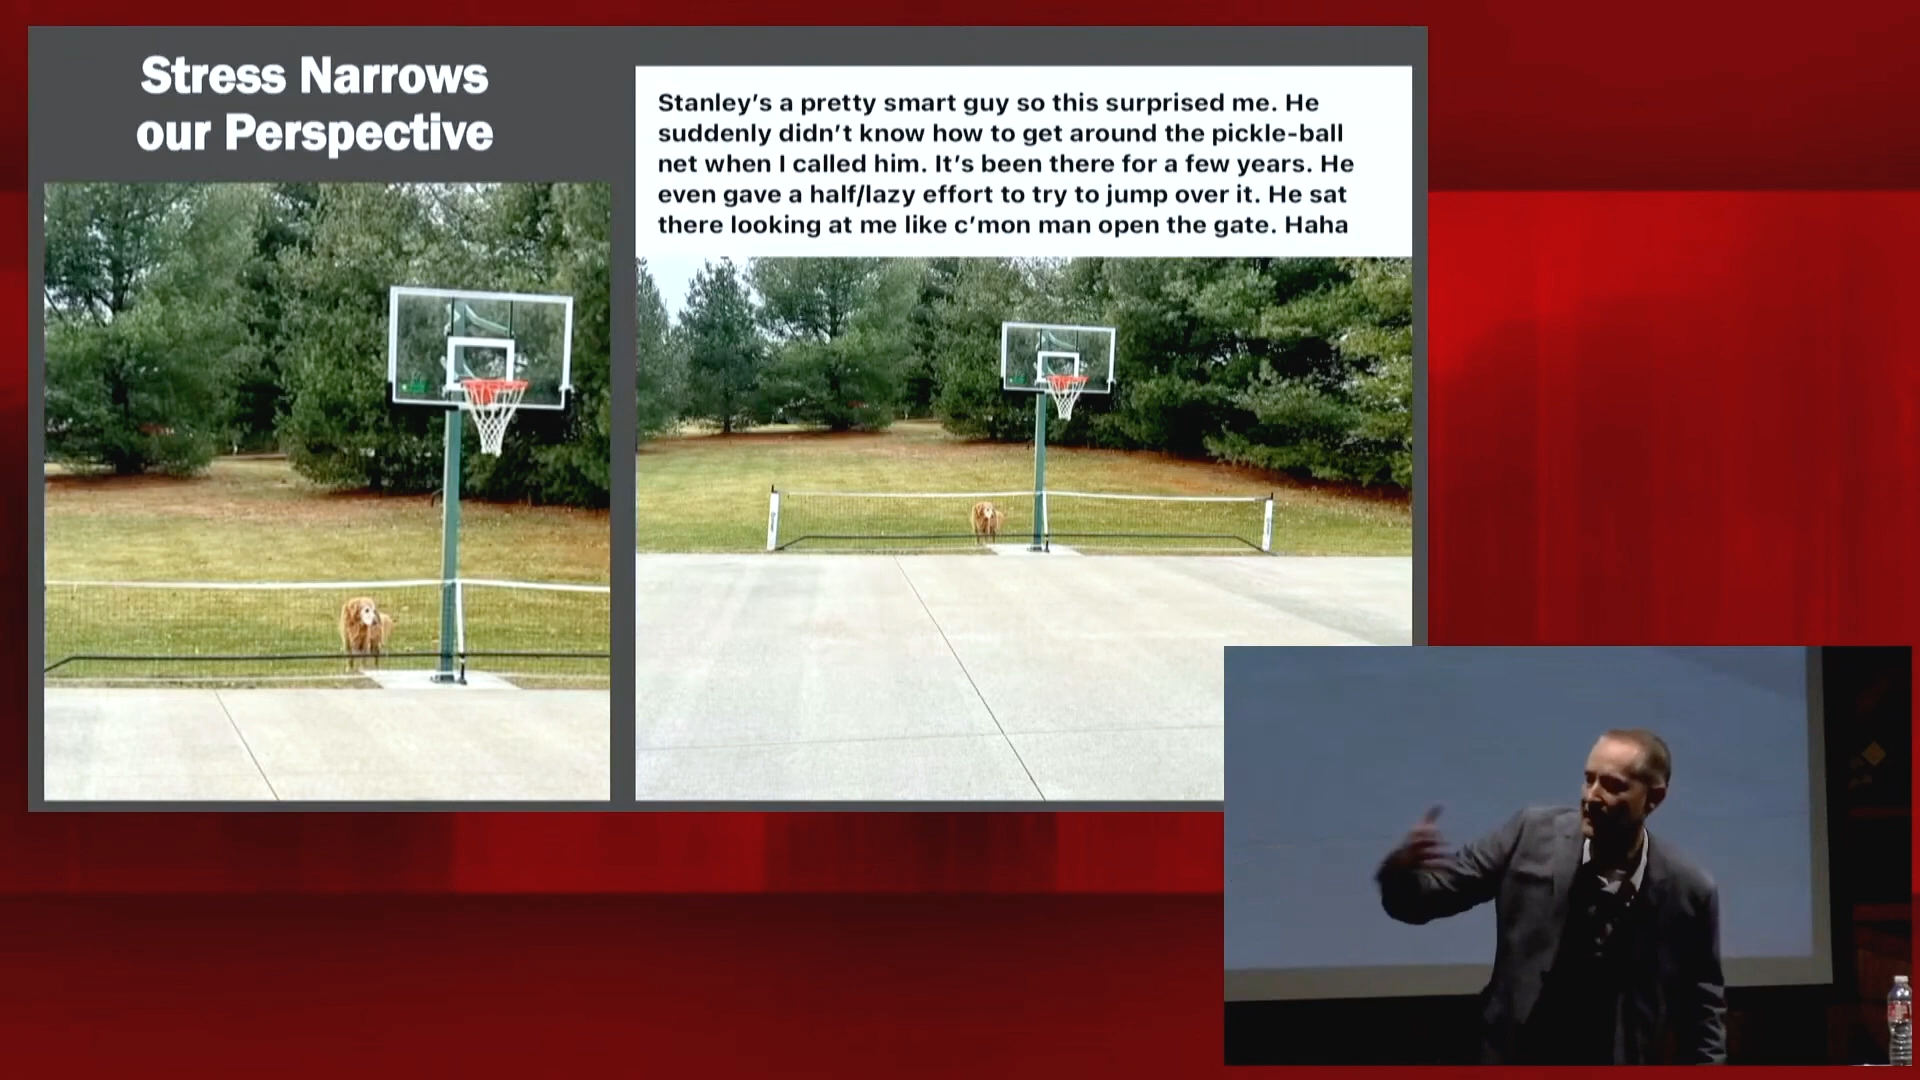 Stress Narrows
our Perspective
Stanley's a pretty smart guy so this surprised me. He
suddenly didn't know how to get around the pickle-ball
net when I called him. It's been there for a few years. He
even gave a half/lazy effort to try to jump over it. He sat
there looking at me like c'mon man open the gate. Haha